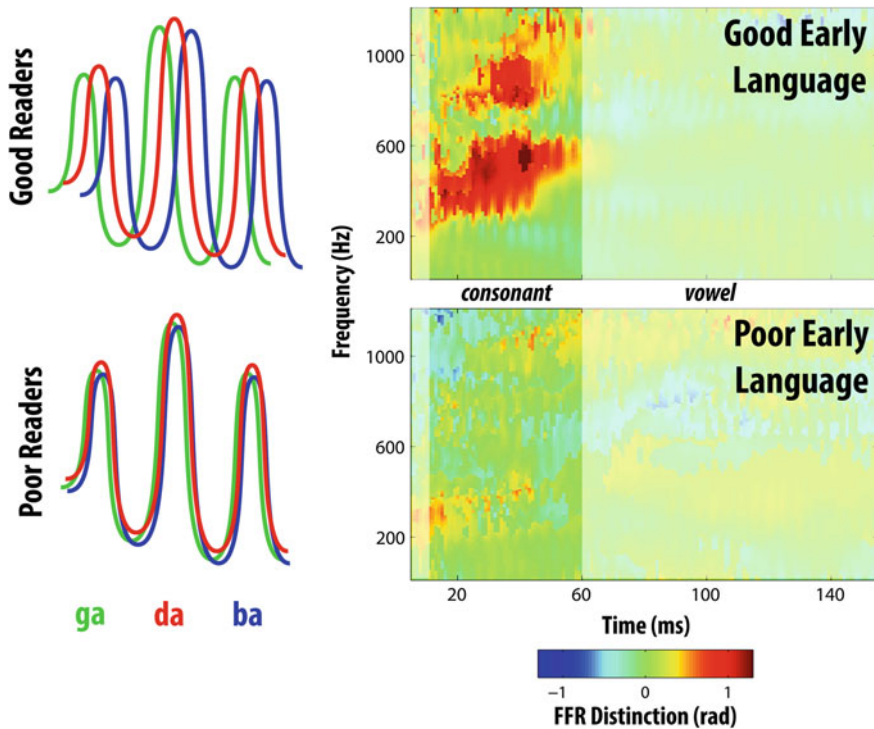 Good Readers
Poor Readers
ga da ba
Frequency (Hz)
1000
600
200
Good Early
Language
consonant vowel
1000
600
200
Poor Early
Language
20 60 100 140
Time (ms)
−1 0 1
FFR Distinction (rad)